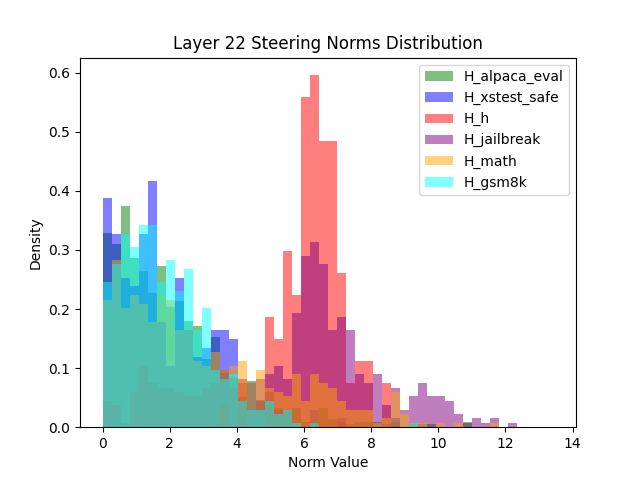 Layer 22 Steering Norms Distribution
H_alpaca_eval
H_xstest_safe
H_h
H_jailbreak
H_math
H_gsm8k
Density
0.6
0.5
0.4
0.3
0.2
0.1
0.0
0 2 4 6 8 10 12 14
Norm Value